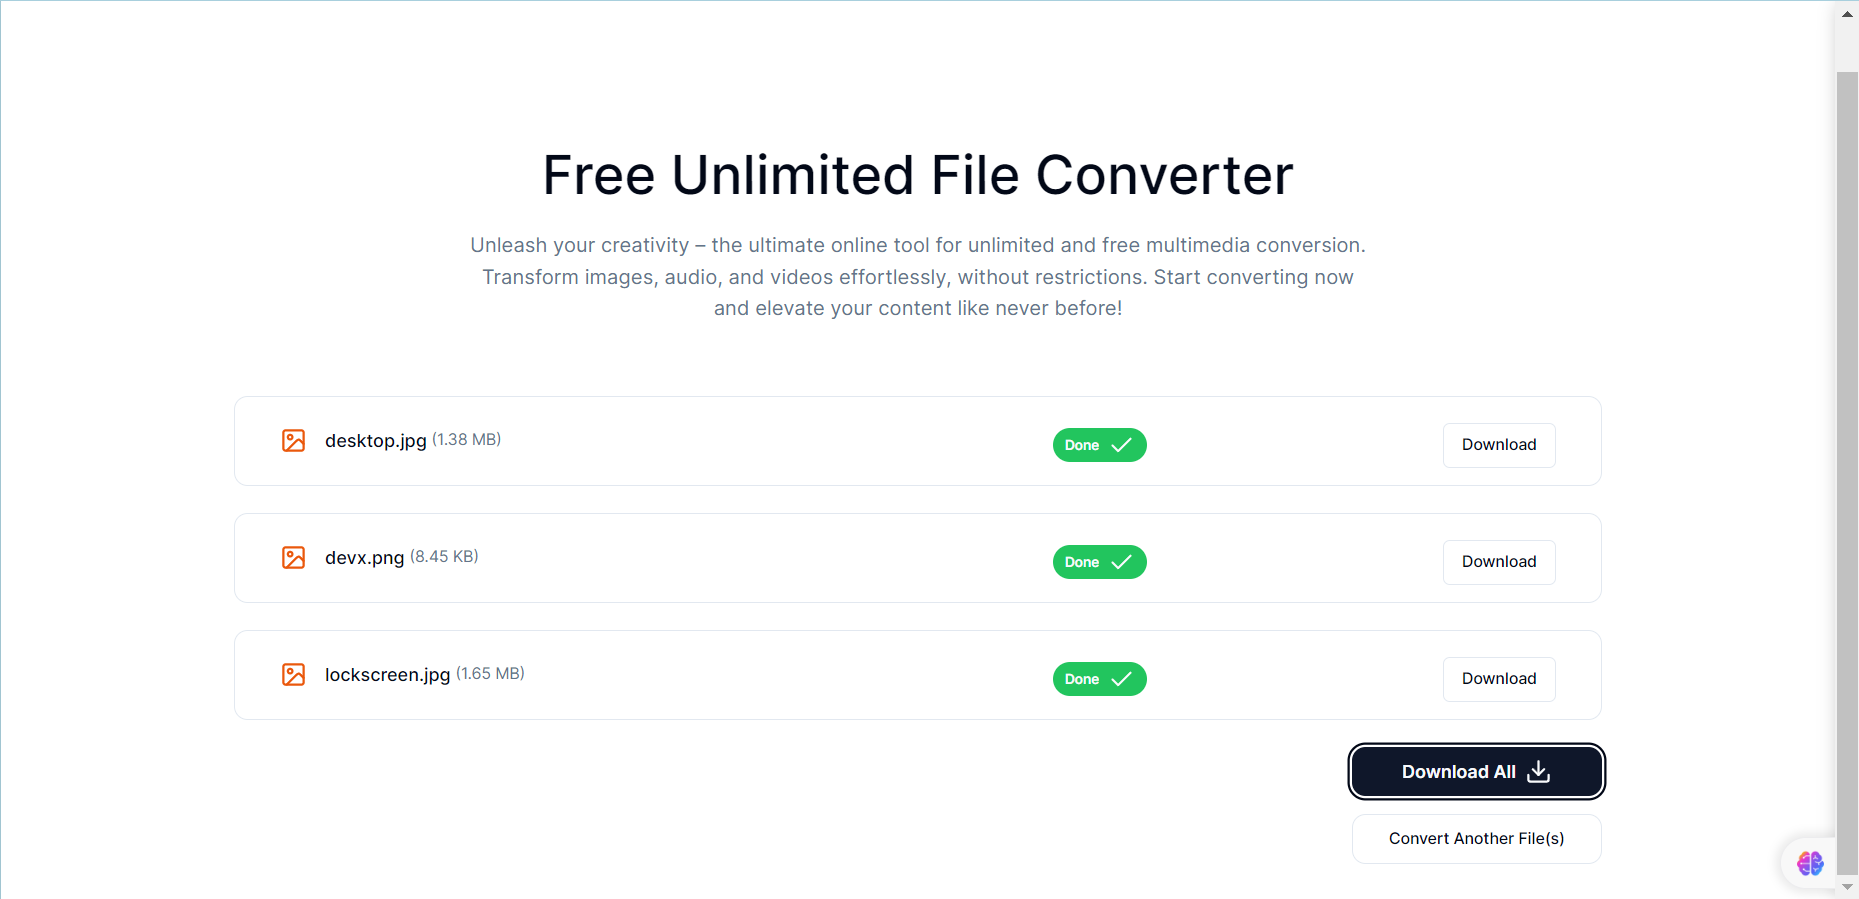 Free Unlimited File Converter
Unleash your creativity – the ultimate online tool for unlimited and free multimedia conversion.
Transform images, audio, and videos effortlessly, without restrictions. Start converting now
and elevate your content like never before!
desktop.jpg (1.38 MB) Done Download
devx.png (8.45 KB) Done Download
lockscreen.jpg (1.65 MB) Done Download
Download All
Convert Another File(s)